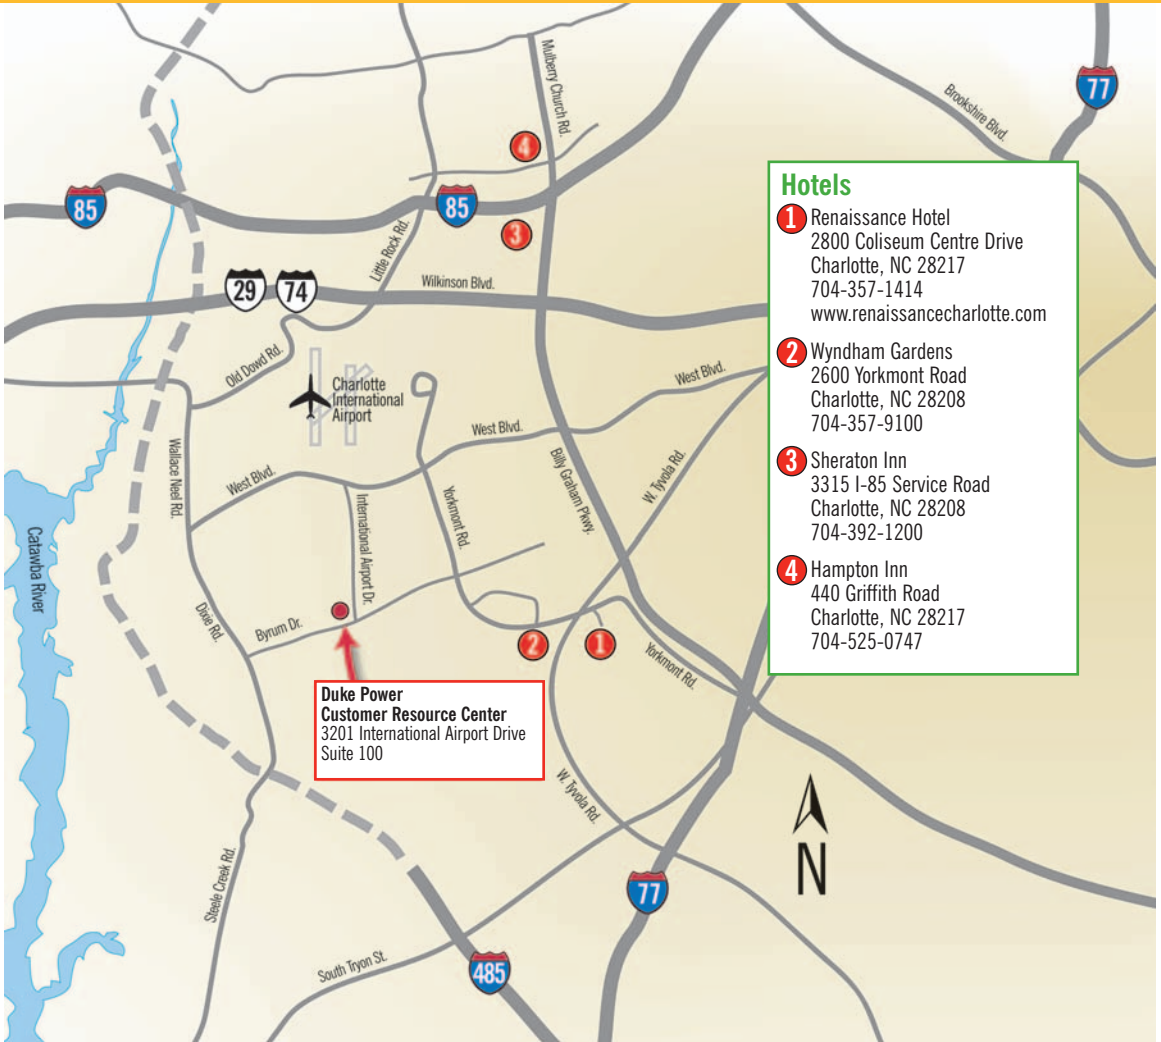 Mulberry Church Rd.
77
Brookshire Blvd.
4
85
85
3
Little Rock Rd.
29
74
Wilkinson Blvd.
Old Dowd Rd.
Charlotte
International
Airport
West Blvd.
West Blvd.
West Blvd.
Wallace Neel Rd.
International Airport Dr.
Yorkmont Rd.
Billy Graham Pkwy.
W. Tyvola Rd.
Catawba River
Dixie Rd.
Byrum Dr.
2
1
Yorkmont Rd.
Duke Power
Customer Resource Center
3201 International Airport Drive
Suite 100
W. Tyvola Rd.
Steele Creek Rd.
South Tryon St.
485
77
N
Hotels
1 Renaissance Hotel
2800 Coliseum Centre Drive
Charlotte, NC 28217
704-357-1414
www.renaissancecharlotte.com
2 Wyndham Gardens
2600 Yorkmont Road
Charlotte, NC 28208
704-357-9100
3 Sheraton Inn
3315 I-85 Service Road
Charlotte, NC 28208
704-392-1200
4 Hampton Inn
440 Griffith Road
Charlotte, NC 28217
704-525-0747